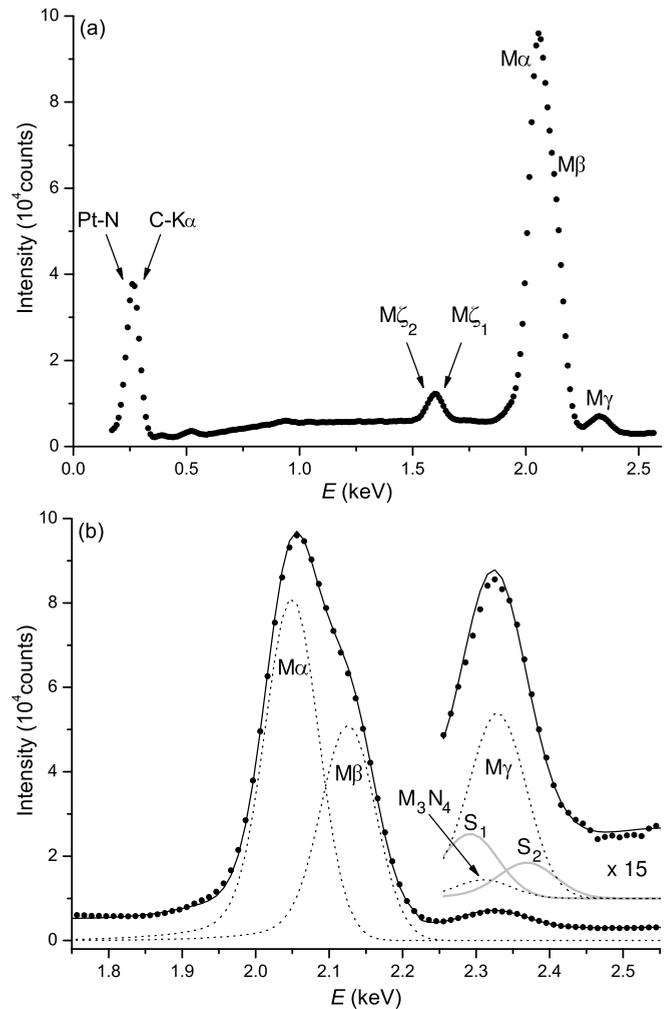 (a)
10
8
6
4
2
0
Intensity (10⁴counts)
Pt-N
C-Kα
Mζ₂
Mζ₁
Mα
Mβ
Mγ
0.0 0.5 1.0 1.5 2.0 2.5
E (keV)
(b)
10
8
6
4
2
0
Intensity (10⁴counts)
Mα
Mβ
Mγ
M₃N₄
S₁
S₂
x 15
1.8 1.9 2.0 2.1 2.2 2.3 2.4 2.5
E (keV)